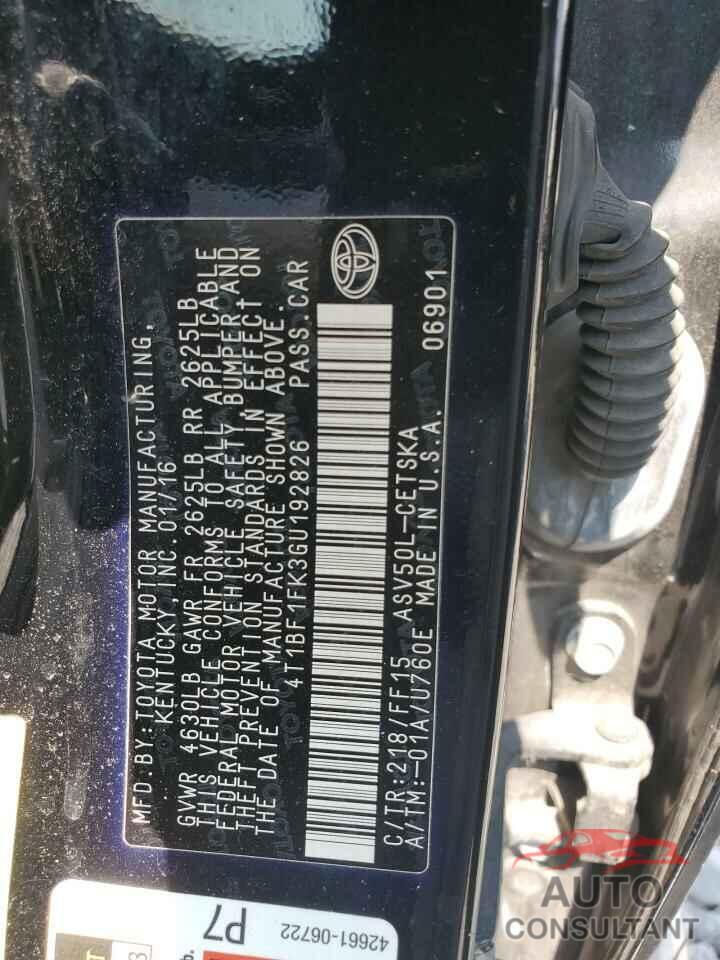 MFD.BY:TOYOTA MOTOR MANUFACTURING,
KENTUCKY, INC. 01/16
GVWR 4630LB GAWR FR 2625LB RR 2625LB
THIS VEHICLE CONFORMS TO ALL APPLICABLE
FEDERAL MOTOR VEHICLE SAFETY BUMPER AND
THEFT PREVENTION STANDARDS IN EFFECT ON
THE DATE OF MANUFACTURE SHOWN ABOVE.
4T1BF1FK3GU192826 PASS.CAR
C/TR:218/FF15 ASV50L-CETSKA
A/TM:-01A/U760E MADE IN U.S.A. 06901
P7
42661-06722
AUTO
CONSULTANT